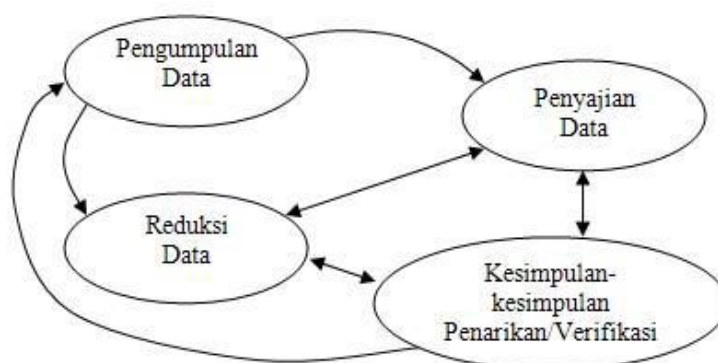 Pengumpulan
Data
Penyajian
Data
Reduksi
Data
Kesimpulan-
kesimpulan
Penarikan/Verifikasi